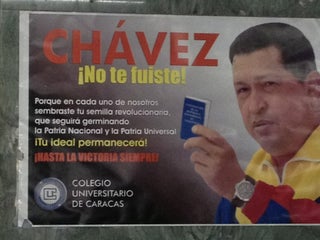 CHÁVEZ
¡No te fuiste!
Porque en cada uno de nosotros
sembraste tu semilla revolucionaria,
que seguirá germinando
la Patria Nacional y la Patria Universal
¡Tu ideal permanecerá!
¡HASTA LA VICTORIA SIEMPRE!
COLEGIO
UNIVERSITARIO
DE CARACAS